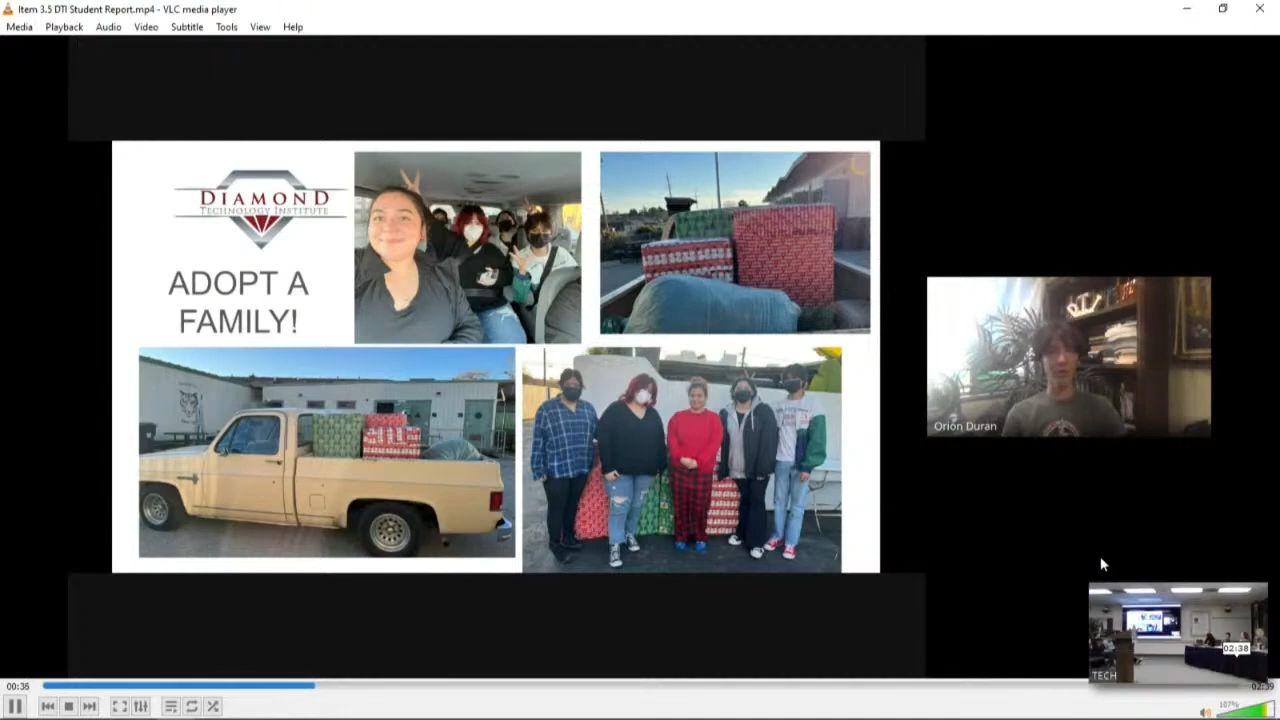 Item 3.5 DTI Student Report.mp4 - VLC media player
Media Playback Audio Video Subtitle Tools View Help
DIAMOND
TECHNOLOGY INSTITUTE
ADOPT A
FAMILY!
Orion Duran
02:38
TECH
00:36
107%